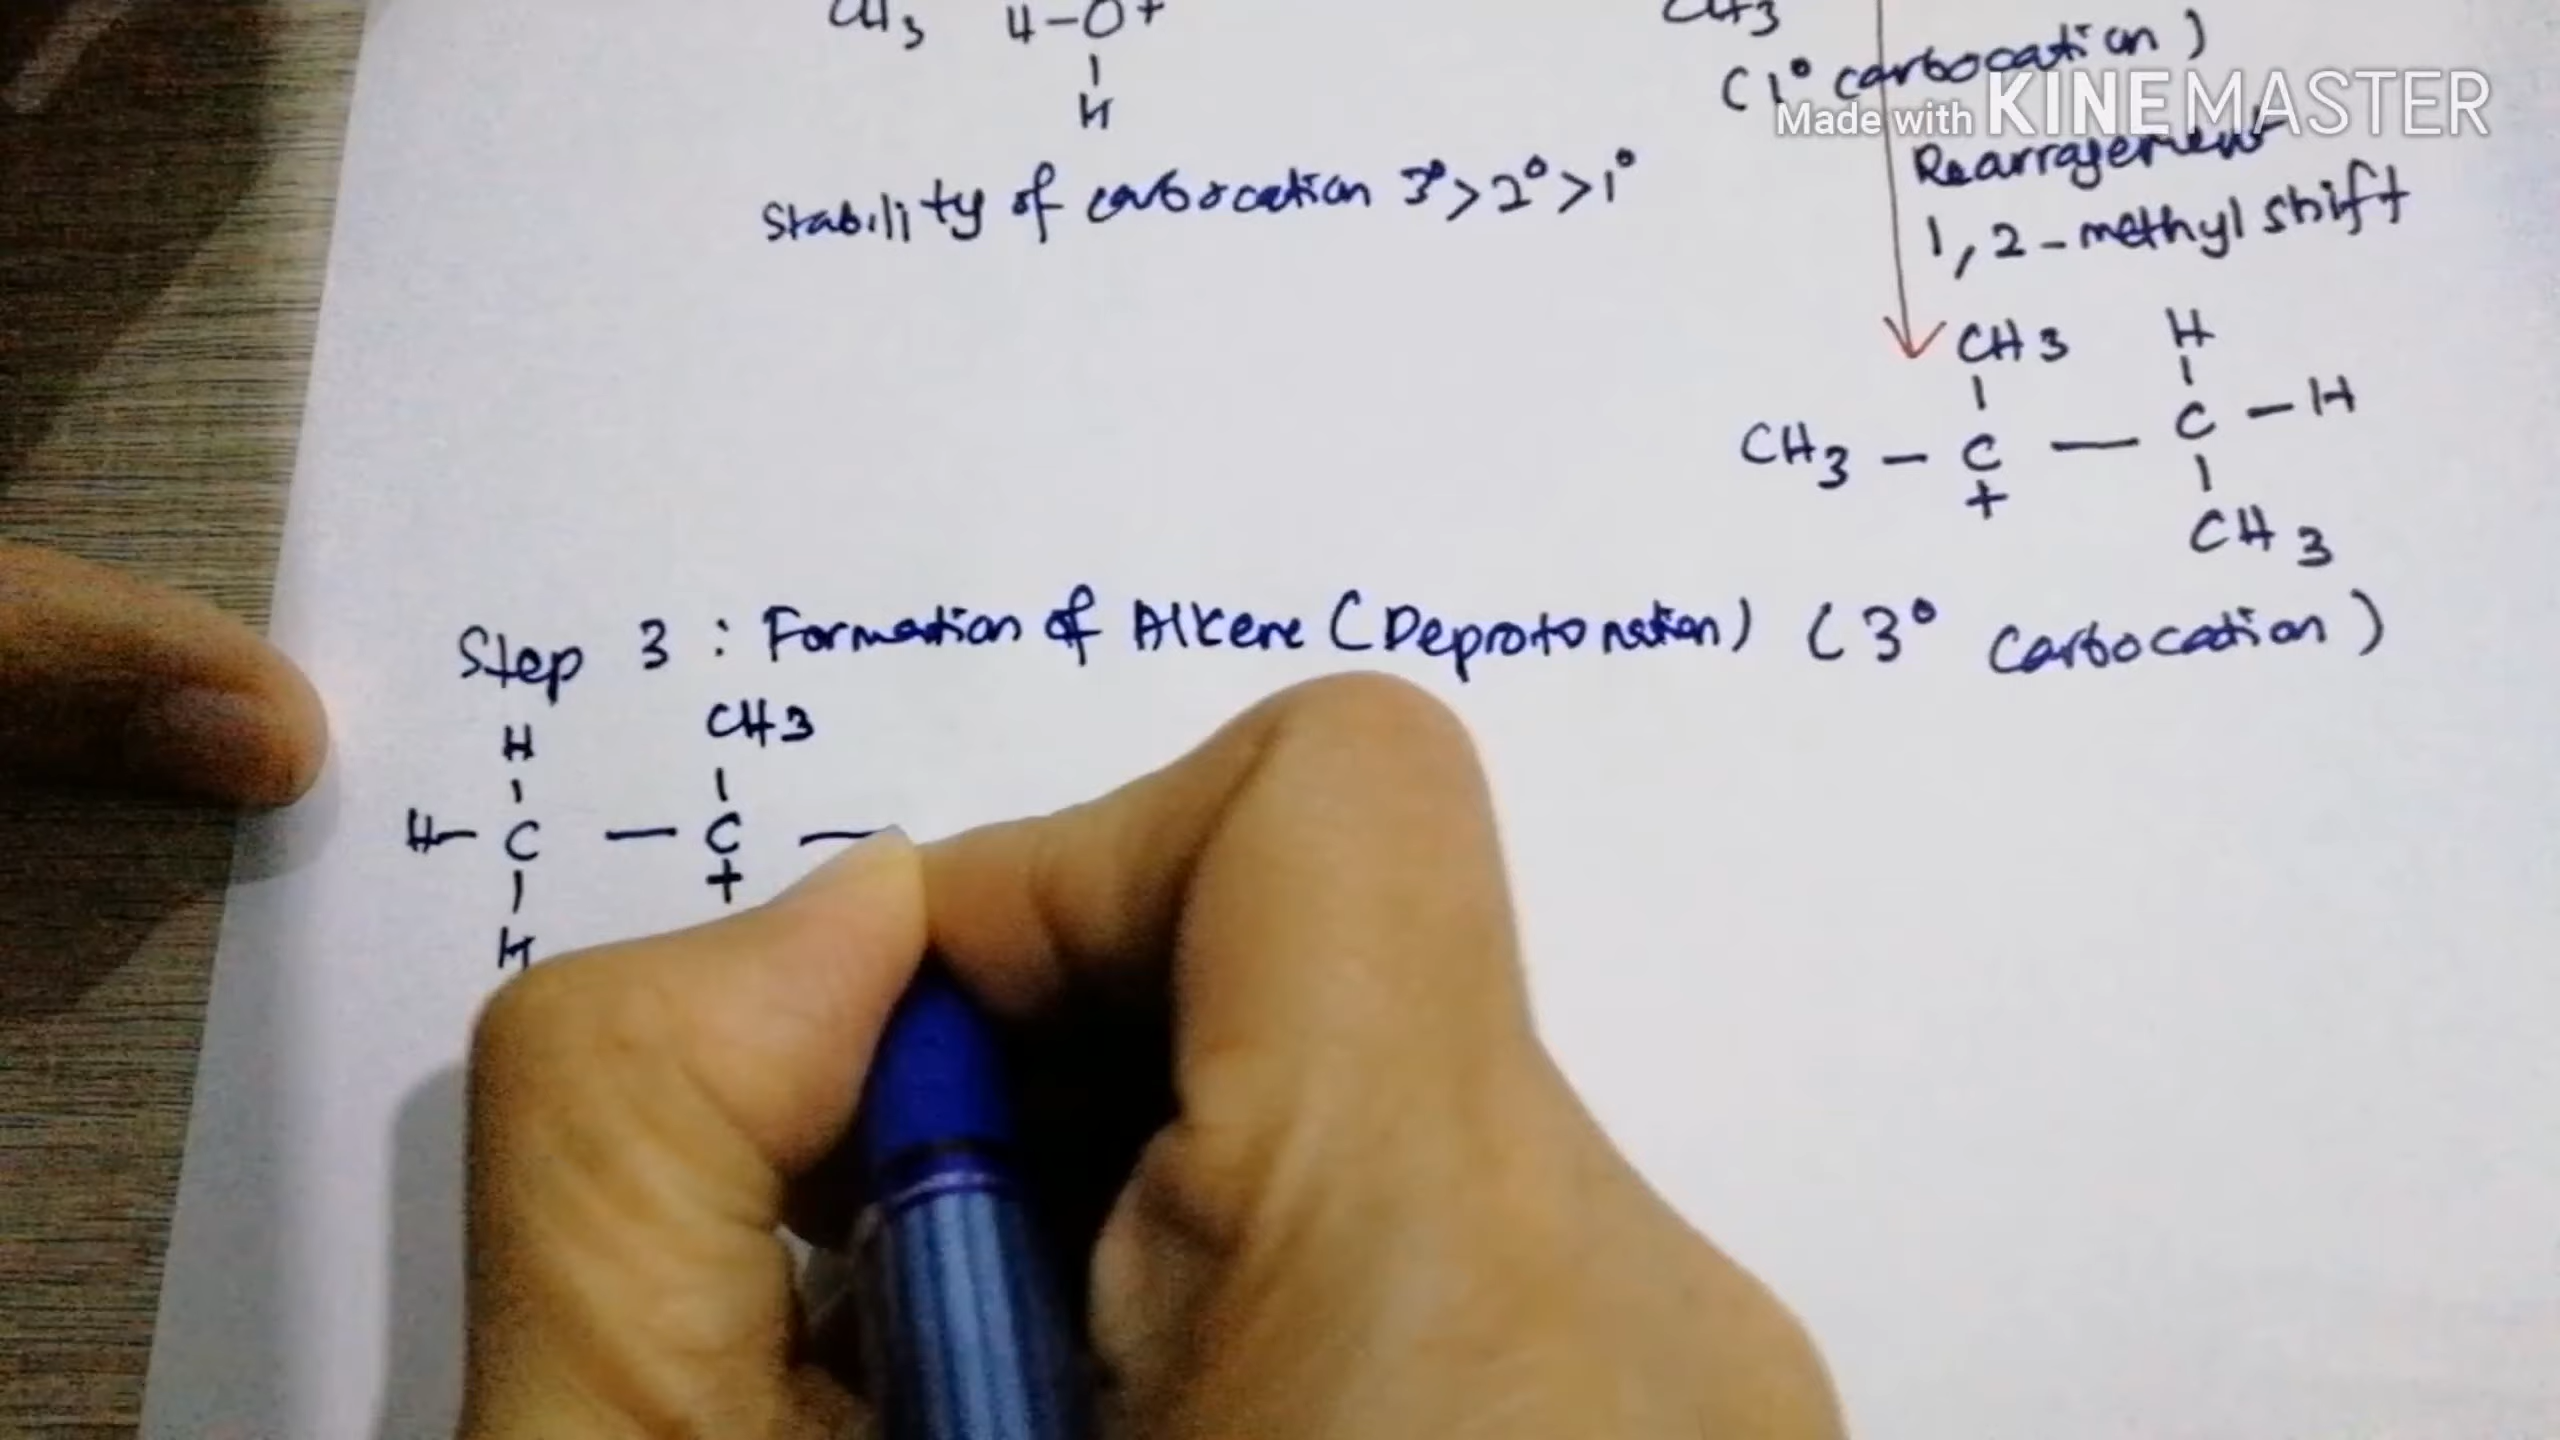 CH3 H-O+ CH3
H
(1° carbocation)
Made with KINEMASTER
Rearragement
1,2-methyl shift
Stability of carbocation 3°>2°>1°
CH3 H
CH3 - C — C - H
+
CH3
Step 3 : Formation of Alkene (Deprotonation) (3° carbocation)
H CH3
H- C — C —
+
H